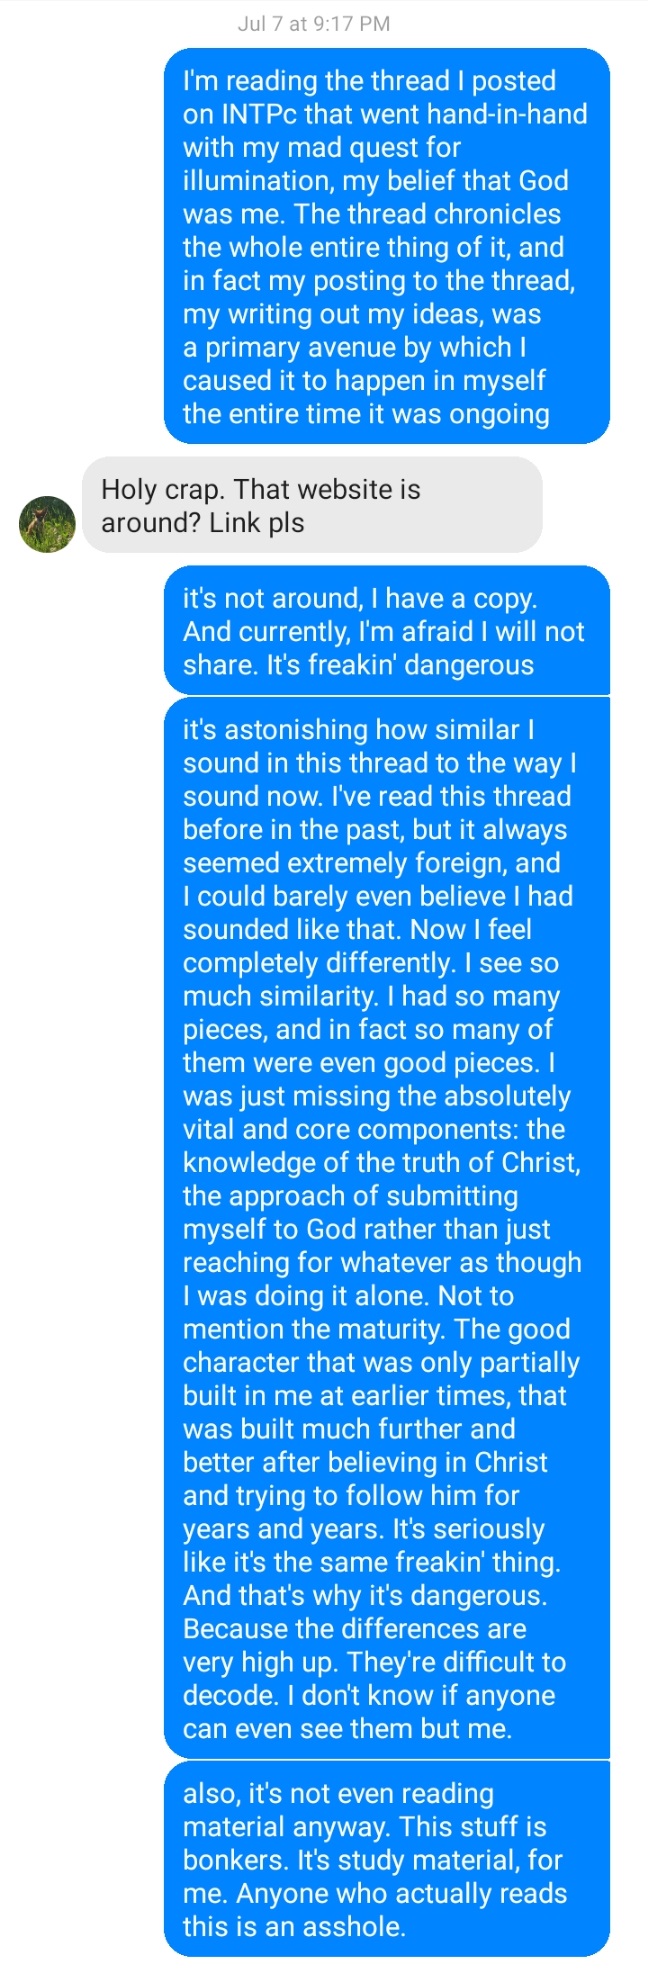 Jul 7 at 9:17 PM
I'm reading the thread I posted
on INTPc that went hand-in-hand
with my mad quest for
illumination, my belief that God
was me. The thread chronicles
the whole entire thing of it, and
in fact my posting to the thread,
my writing out my ideas, was
a primary avenue by which I
caused it to happen in myself
the entire time it was ongoing
Holy crap. That website is
around? Link pls
it's not around, I have a copy.
And currently, I'm afraid I will not
share. It's freakin' dangerous
it's astonishing how similar I
sound in this thread to the way I
sound now. I've read this thread
before in the past, but it always
seemed extremely foreign, and
I could barely even believe I had
sounded like that. Now I feel
completely differently. I see so
much similarity. I had so many
pieces, and in fact so many of
them were even good pieces. I
was just missing the absolutely
vital and core components: the
knowledge of the truth of Christ,
the approach of submitting
myself to God rather than just
reaching for whatever as though
I was doing it alone. Not to
mention the maturity. The good
character that was only partially
built in me at earlier times, that
was built much further and
better after believing in Christ
and trying to follow him for
years and years. It's seriously
like it's the same freakin' thing.
And that's why it's dangerous.
Because the differences are
very high up. They're difficult to
decode. I don't know if anyone
can even see them but me.
also, it's not even reading
material anyway. This stuff is
bonkers. It's study material, for
me. Anyone who actually reads
this is an asshole.